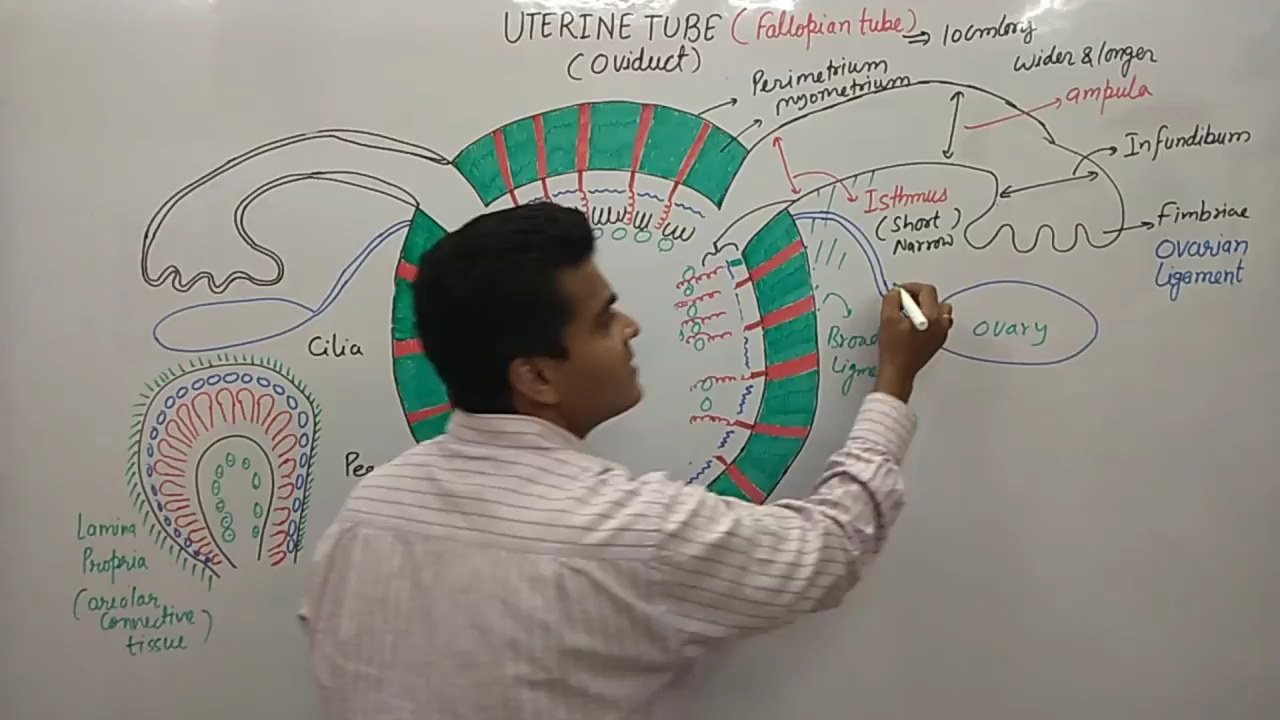 UTERINE TUBE (Fallopian tube) ⇒ 10cm long
(Oviduct)
Perimetrium
myometrium
wider & longer
ampula
Infundibum
Isthmus
(Short)
Narrow
Fimbriae
Ovarian
Ligement
Ovary
Cilia
Lamina
Propria
(areolar
connective
tissue)